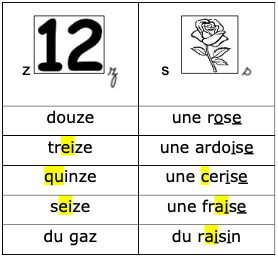 z 12 z s s
douze une rose
treize une ardoise
quinze une cerise
seize une fraise
du gaz du raisin